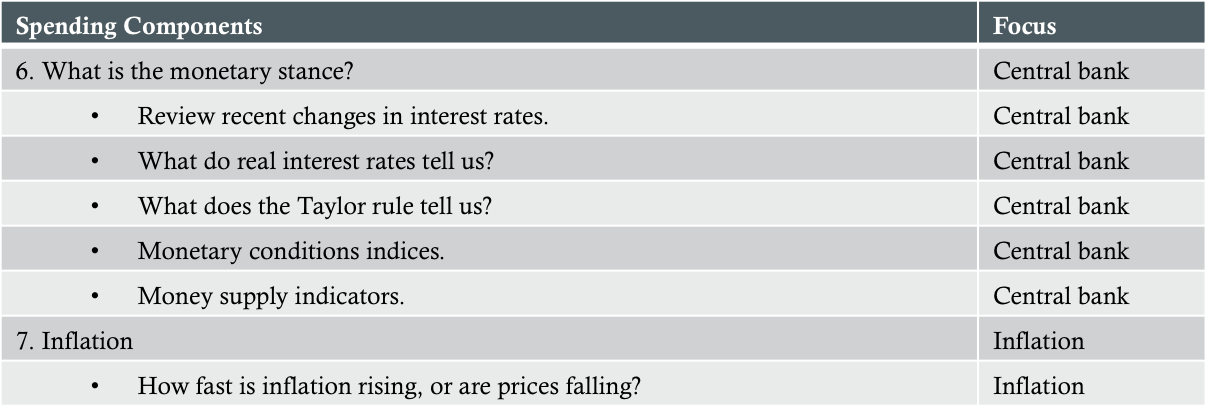 Spending Components Focus
6. What is the monetary stance? Central bank
• Review recent changes in interest rates. Central bank
• What do real interest rates tell us? Central bank
• What does the Taylor rule tell us? Central bank
• Monetary conditions indices. Central bank
• Money supply indicators. Central bank
7. Inflation Inflation
• How fast is inflation rising, or are prices falling? Inflation